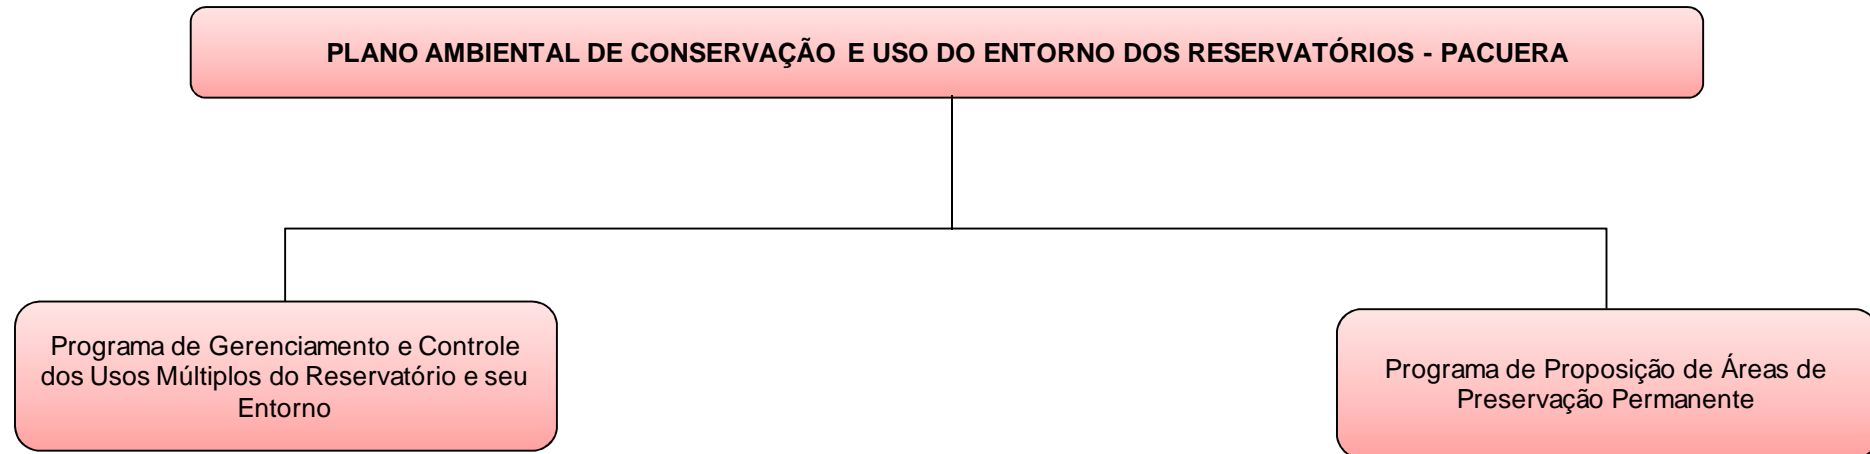 PLANO AMBIENTAL DE CONSERVAÇÃO E USO DO ENTORNO DOS RESERVATÓRIOS - PACUERA
Programa de Gerenciamento e Controle
dos Usos Múltiplos do Reservatório e seu
Entorno
Programa de Proposição de Áreas de
Preservação Permanente